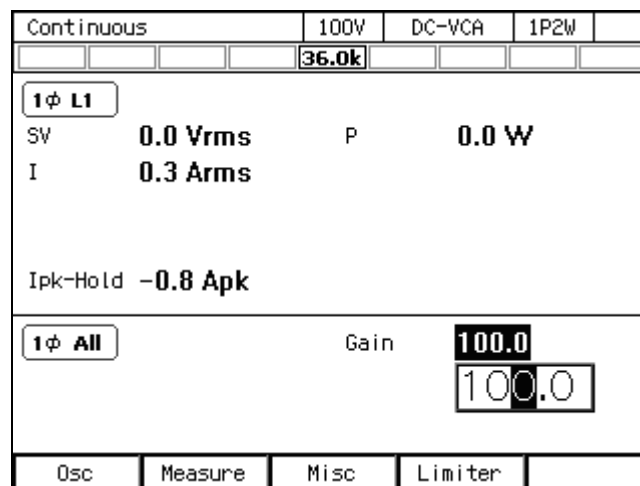 Continuous 100V DC-VCA 1P2W
36.0k
1ϕ L1
SV 0.0 Vrms P 0.0 W
I 0.3 Arms
Ipk-Hold -0.8 Apk
1ϕ All Gain 100.0
100.0
Osc Measure Misc Limiter